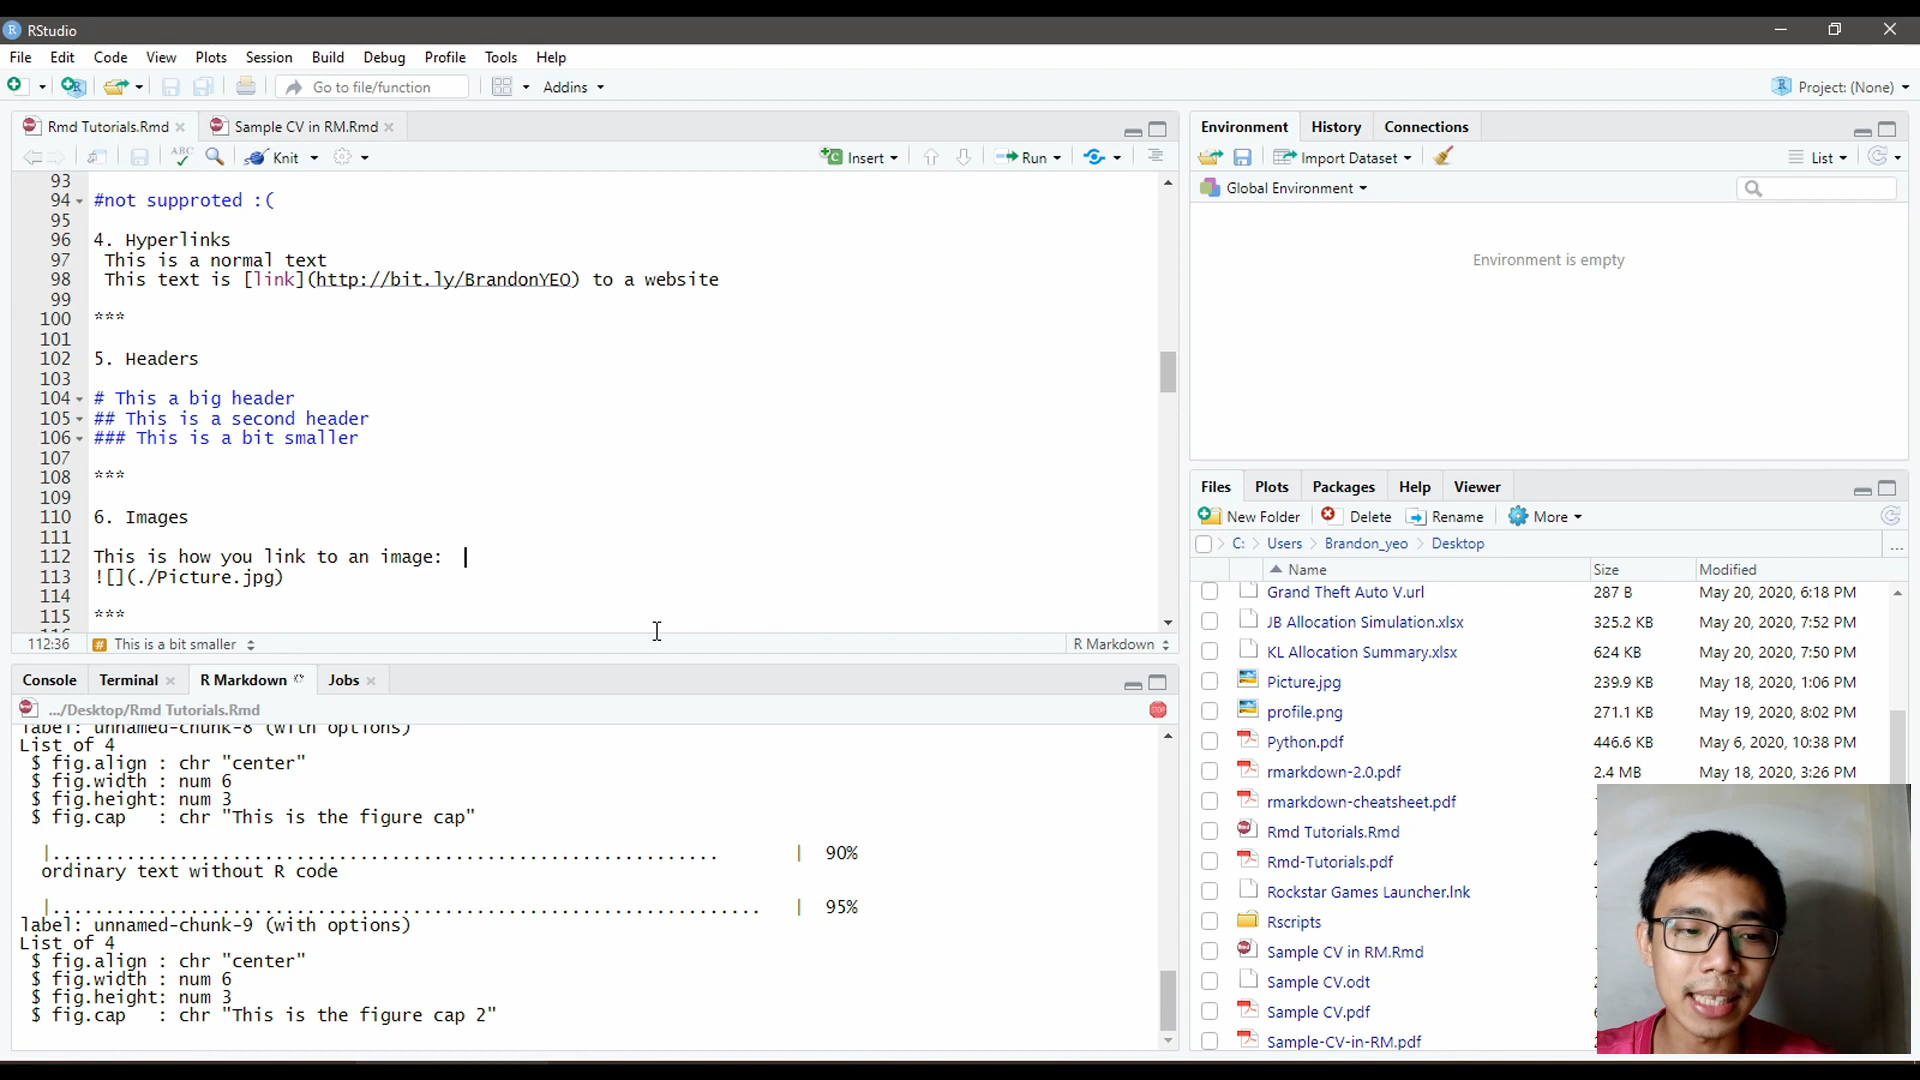 RStudio
File Edit Code View Plots Session Build Debug Profile Tools Help
Go to file/function Addins Project: (None)
Rmd Tutorials.Rmd Sample CV in RM.Rmd
ABC Knit Insert Run
93
94 #not supproted :(
95
96 4. Hyperlinks
97 This is a normal text
98 This text is [link](http://bit.ly/BrandonYEO) to a website
99
100 ***
101
102 5. Headers
103
104 # This a big header
105 ## This is a second header
106 ### This is a bit smaller
107
108 ***
109
110 6. Images
111
112 This is how you link to an image:
113 ![](./Picture.jpg)
114
115 ***
112:36 # This is a bit smaller R Markdown
Console Terminal R Markdown Jobs
.../Desktop/Rmd Tutorials.Rmd
label: unnamed-chunk-8 (with options)
List of 4
$ fig.align : chr "center"
$ fig.width : num 6
$ fig.height: num 3
$ fig.cap : chr "This is the figure cap"
|.................................................................. | 90%
ordinary text without R code
|...................................................................... | 95%
label: unnamed-chunk-9 (with options)
List of 4
$ fig.align : chr "center"
$ fig.width : num 6
$ fig.height: num 3
$ fig.cap : chr "This is the figure cap 2"
Environment History Connections
Import Dataset List
Global Environment
Environment is empty
Files Plots Packages Help Viewer
New Folder Delete Rename More
C: Users Brandon_yeo Desktop ...
Name Size Modified
Grand Theft Auto V.url 287 B May 20, 2020, 6:18 PM
JB Allocation Simulation.xlsx 325.2 KB May 20, 2020, 7:52 PM
KL Allocation Summary.xlsx 624 KB May 20, 2020, 7:50 PM
Picture.jpg 239.9 KB May 18, 2020, 1:06 PM
profile.png 271.1 KB May 19, 2020, 8:02 PM
Python.pdf 446.6 KB May 6, 2020, 10:38 PM
rmarkdown-2.0.pdf 2.4 MB May 18, 2020, 3:26 PM
rmarkdown-cheatsheet.pdf
Rmd Tutorials.Rmd
Rmd-Tutorials.pdf
Rockstar Games Launcher.lnk
Rscripts
Sample CV in RM.Rmd
Sample CV.odt
Sample CV.pdf
Sample-CV-in-RM.pdf